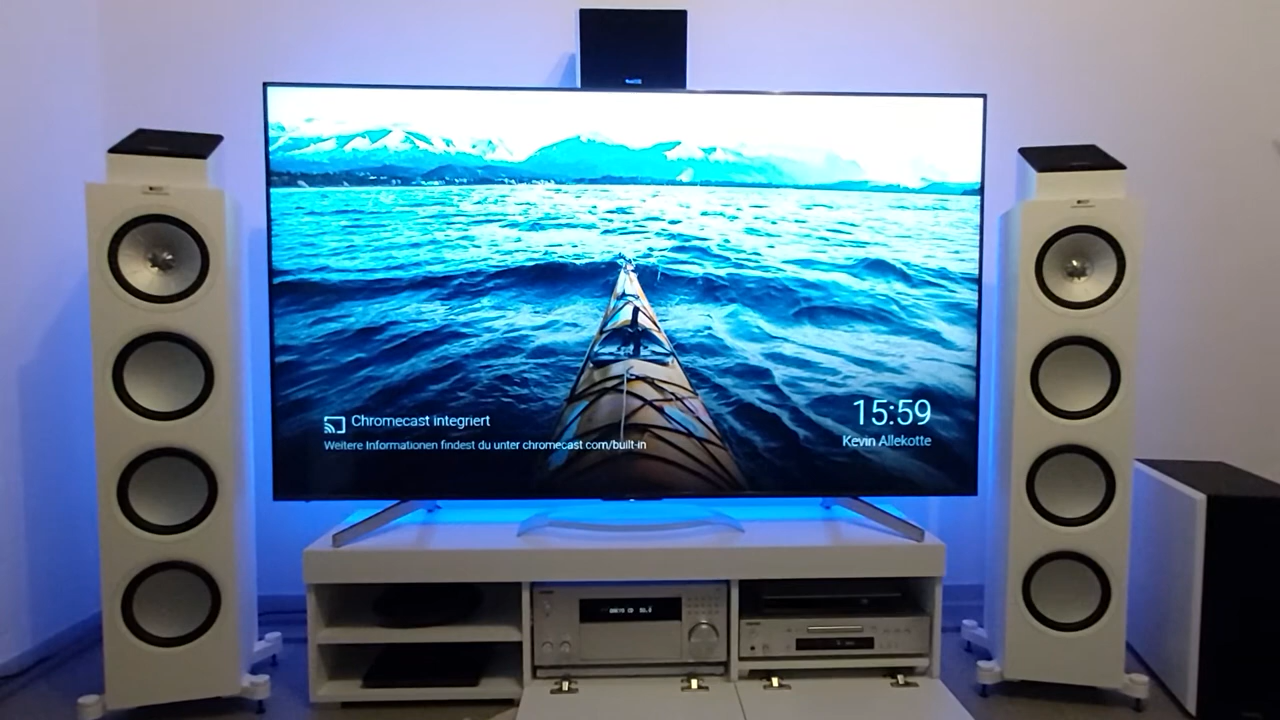 Chromecast integriert
Weitere Informationen findest du unter chromecast.com/built-in
15:59
Kevin Allekotte